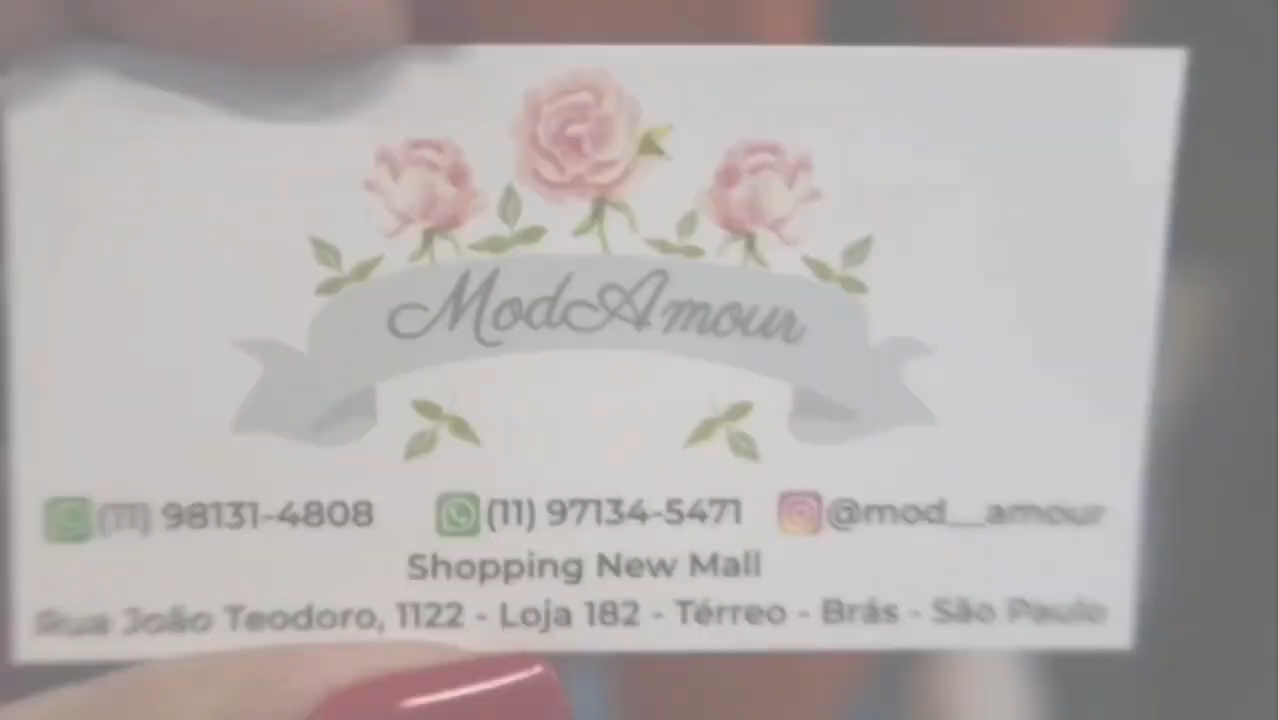 ModAmour
(11) 98131-4808 (11) 97134-5471 @mod__amour
Shopping New Mall
Rua João Teodoro, 1122 - Loja 182 - Térreo - Brás - São Paulo